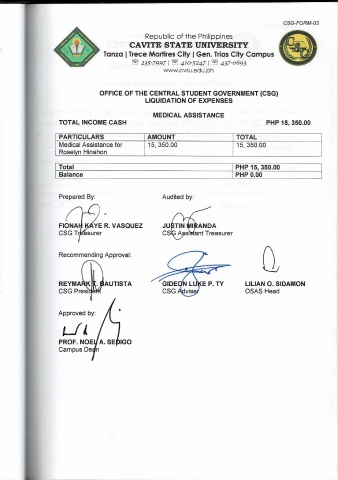 CSG-FORM-03
Republic of the Philippines
CAVITE STATE UNIVERSITY
Tanza | Trece Martires City | Gen. Trias City Campus
☏ 235-7997 | ☏ 410-5247 | ☏ 437-0693
www.cvsu.edu.ph
OFFICE OF THE CENTRAL STUDENT GOVERNMENT (CSG)
LIQUIDATION OF EXPENSES
MEDICAL ASSISTANCE
TOTAL INCOME CASH PHP 15, 350.00
PARTICULARS AMOUNT TOTAL
Medical Assistance for 15, 350.00 15, 350.00
Roselyn Hinahon
Total PHP 15, 350.00
Balance PHP 0.00
Prepared By: Audited by:
FIONAH KAYE R. VASQUEZ JUSTIN MIRANDA
CSG Treasurer CSG Assistant Treasurer
Recommending Approval:
REYMARK T. BAUTISTA GIDEON LUKE P. TY LILIAN O. SIDAMON
CSG President CSG Adviser OSAS Head
Approved by:
PROF. NOEL A. SEDIGO
Campus Dean